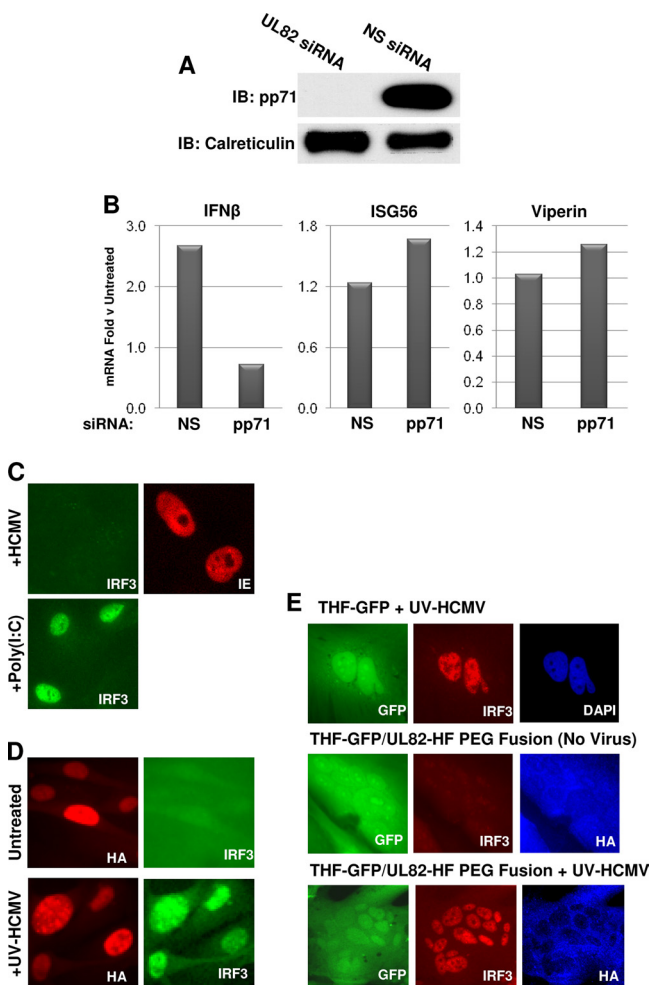 A
UL82 siRNA
NS siRNA
IB: pp71
IB: Calreticulin
B
IFNβ
ISG56
Viperin
mRNA Fold v Untreated
3.0
2.0
1.0
0.0
1.8
1.2
0.6
0.0
1.4
1.2
1.0
0.8
0.6
0.4
0.2
0.0
siRNA:
NS
pp71
NS
pp71
NS
pp71
C
+HCMV
IRF3
IE
+Poly(I:C)
IRF3
D
Untreated
HA
IRF3
+UV-HCMV
HA
IRF3
E
THF-GFP + UV-HCMV
GFP
IRF3
DAPI
THF-GFP/UL82-HF PEG Fusion (No Virus)
GFP
IRF3
HA
THF-GFP/UL82-HF PEG Fusion + UV-HCMV
GFP
IRF3
HA